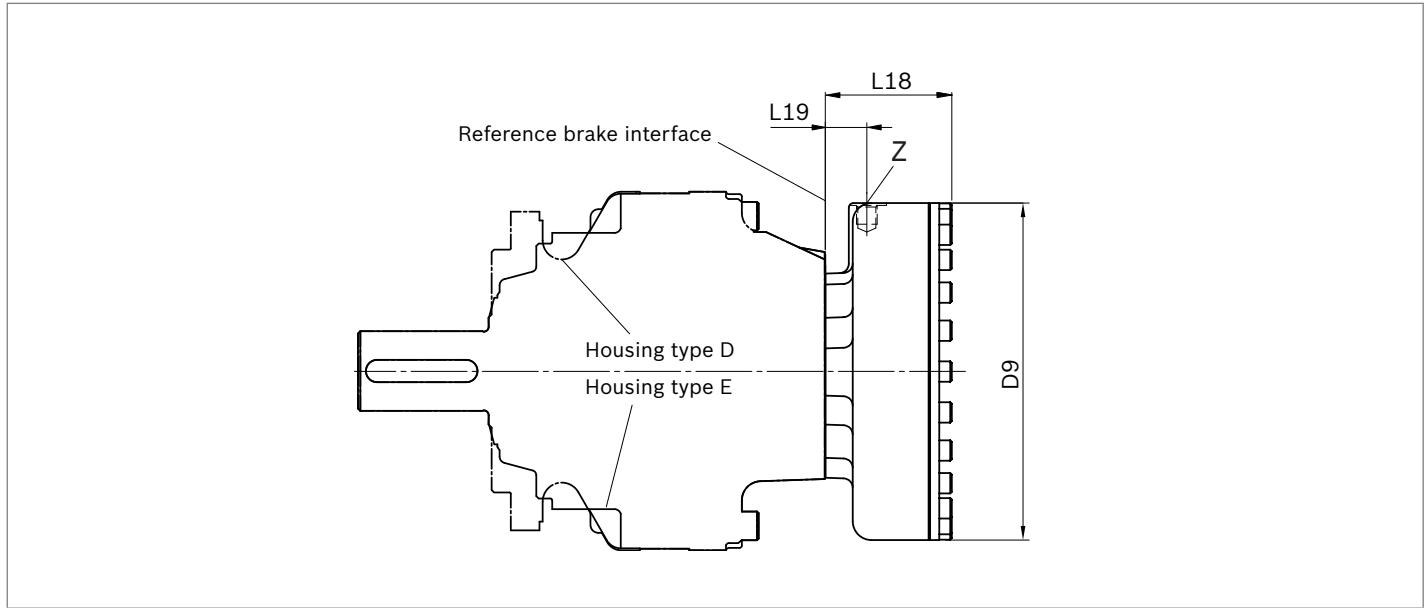 L18
L19
Reference brake interface
Z
Housing type D
Housing type E
D9